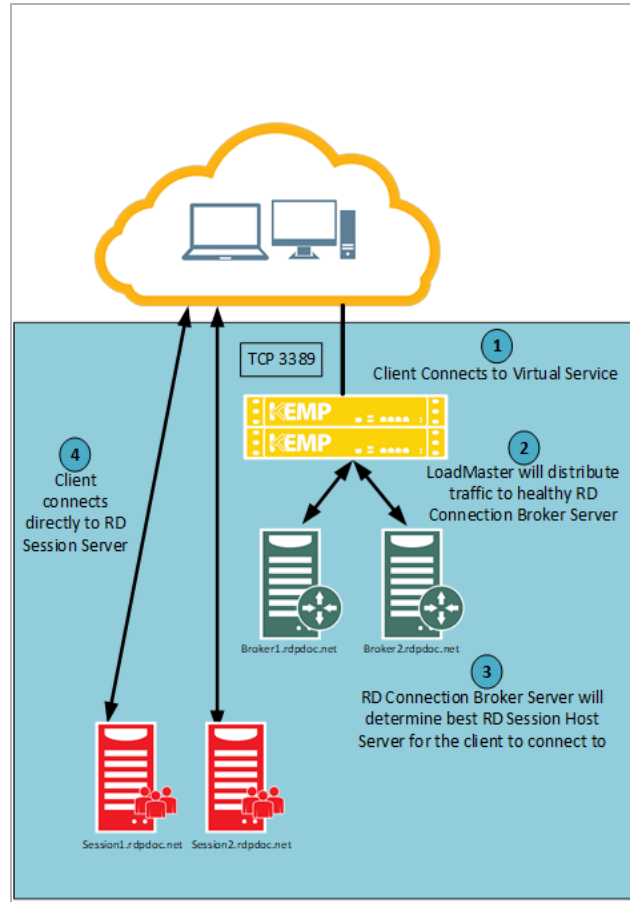 TCP 3389
1
Client Connects to Virtual Service
KEMP
KEMP
2
LoadMaster will distribute
traffic to healthy RD
Connection Broker Server
4
Client
connects
directly to RD
Session Server
Broker1.rdpdoc.net
Broker2.rdpdoc.net
3
RD Connection Broker Server will
determine best RD Session Host
Server for the client to connect to
Session1.rdpdoc.net
Session2.rdpdoc.net